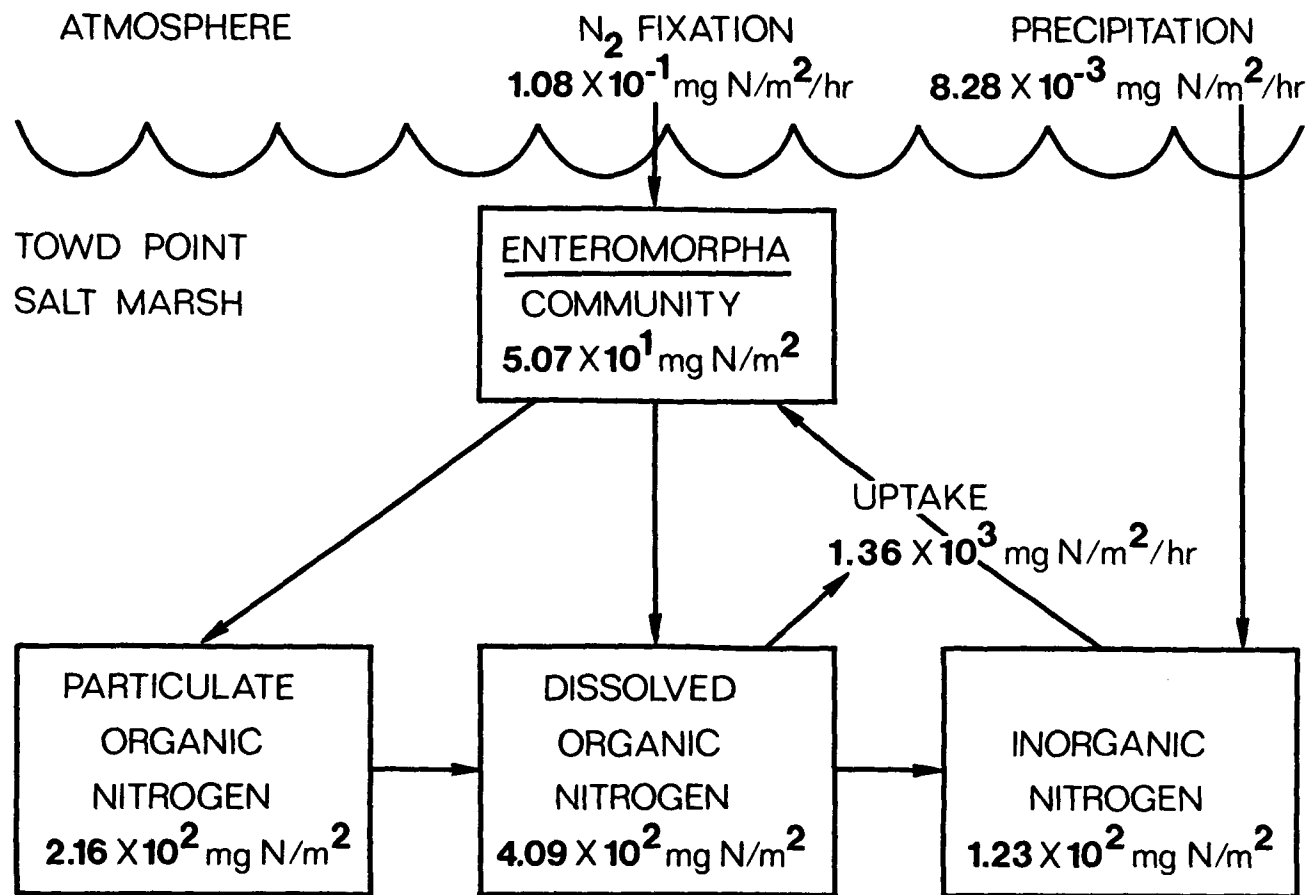 ATMOSPHERE
N₂ FIXATION
1.08 X 10⁻¹ mg N/m²/hr
PRECIPITATION
8.28 X 10⁻³ mg N/m²/hr
TOWD POINT
SALT MARSH
ENTEROMORPHA
COMMUNITY
5.07 X 10¹ mg N/m²
UPTAKE
1.36 X 10³ mg N/m²/hr
PARTICULATE
ORGANIC
NITROGEN
2.16 X 10² mg N/m²
DISSOLVED
ORGANIC
NITROGEN
4.09 X 10² mg N/m²
INORGANIC
NITROGEN
1.23 X 10² mg N/m²